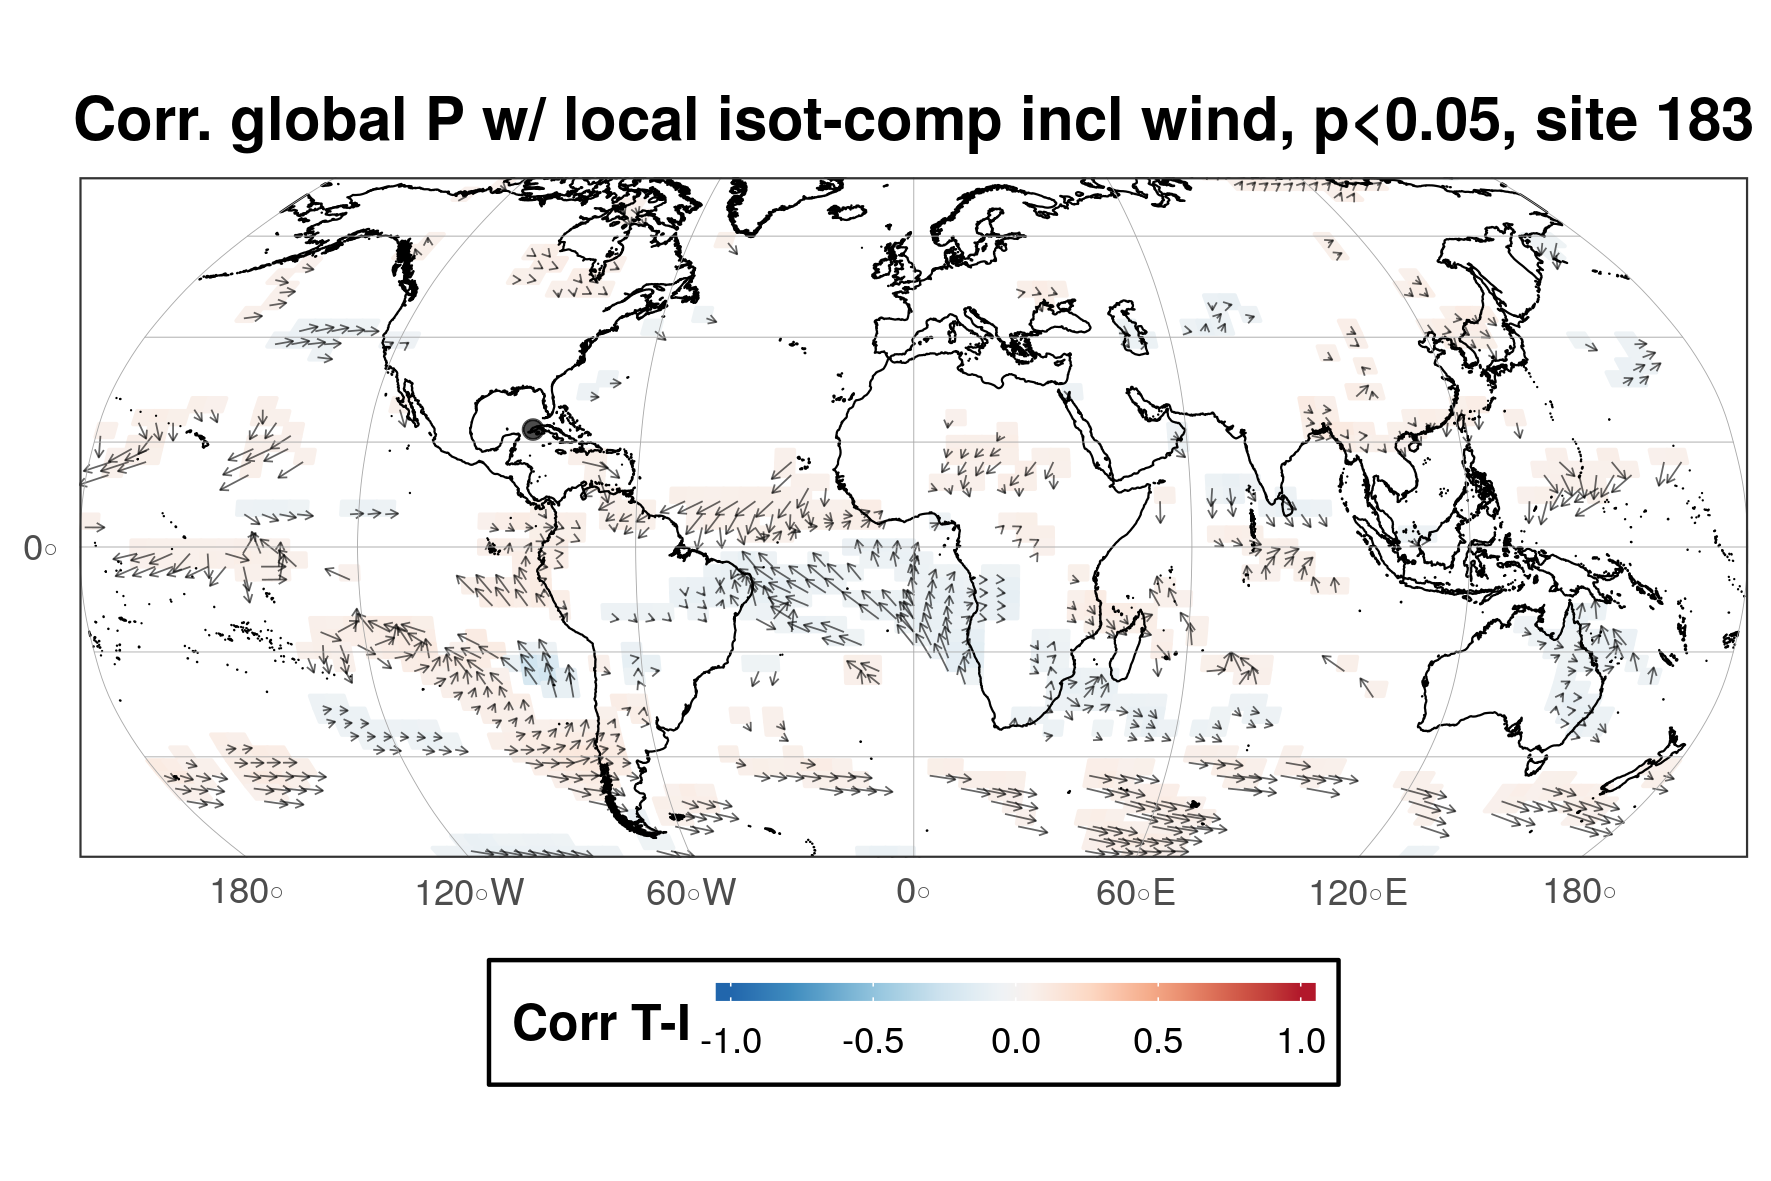 Corr. global P w/ local isot-comp incl wind, p<0.05, site 183
0°
180° 120°W 60°W 0° 60°E 120°E 180°
Corr T-I
-1.0 -0.5 0.0 0.5 1.0